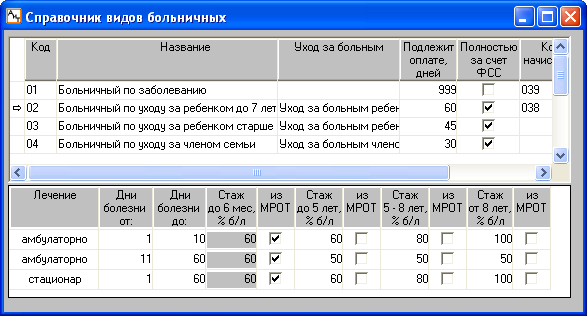 Справочник видов больничных
Код Название Уход за больным Подлежит оплате, дней Полностью за счет ФСС Ко начис
01 Больничный по заболеванию 999 039
02 Больничный по уходу за ребенком до 7 лет Уход за больным ребен 60 038
03 Больничный по уходу за ребенком старше Уход за больным ребен 45
04 Больничный по уходу за членом семьи Уход за больным члено 30
Лечение Дни болезни от: Дни болезни до: Стаж до 6 мес, % б/л из МРОТ Стаж до 5 лет, % б/л из МРОТ Стаж 5 - 8 лет, % б/л из МРОТ Стаж от 8 лет, % б/л из МРОТ
амбулаторно 1 10 60 60 80 100
амбулаторно 11 60 60 50 50 50
стационар 1 60 60 60 80 100